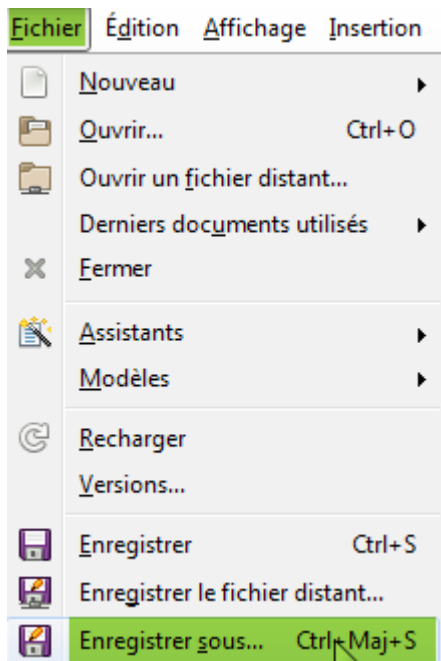 Fichier Édition Affichage Insertion
Nouveau
Ouvrir... Ctrl+O
Ouvrir un fichier distant...
Derniers documents utilisés
Fermer
Assistants
Modèles
Recharger
Versions...
Enregistrer Ctrl+S
Enregistrer le fichier distant...
Enregistrer sous... Ctrl+Maj+S